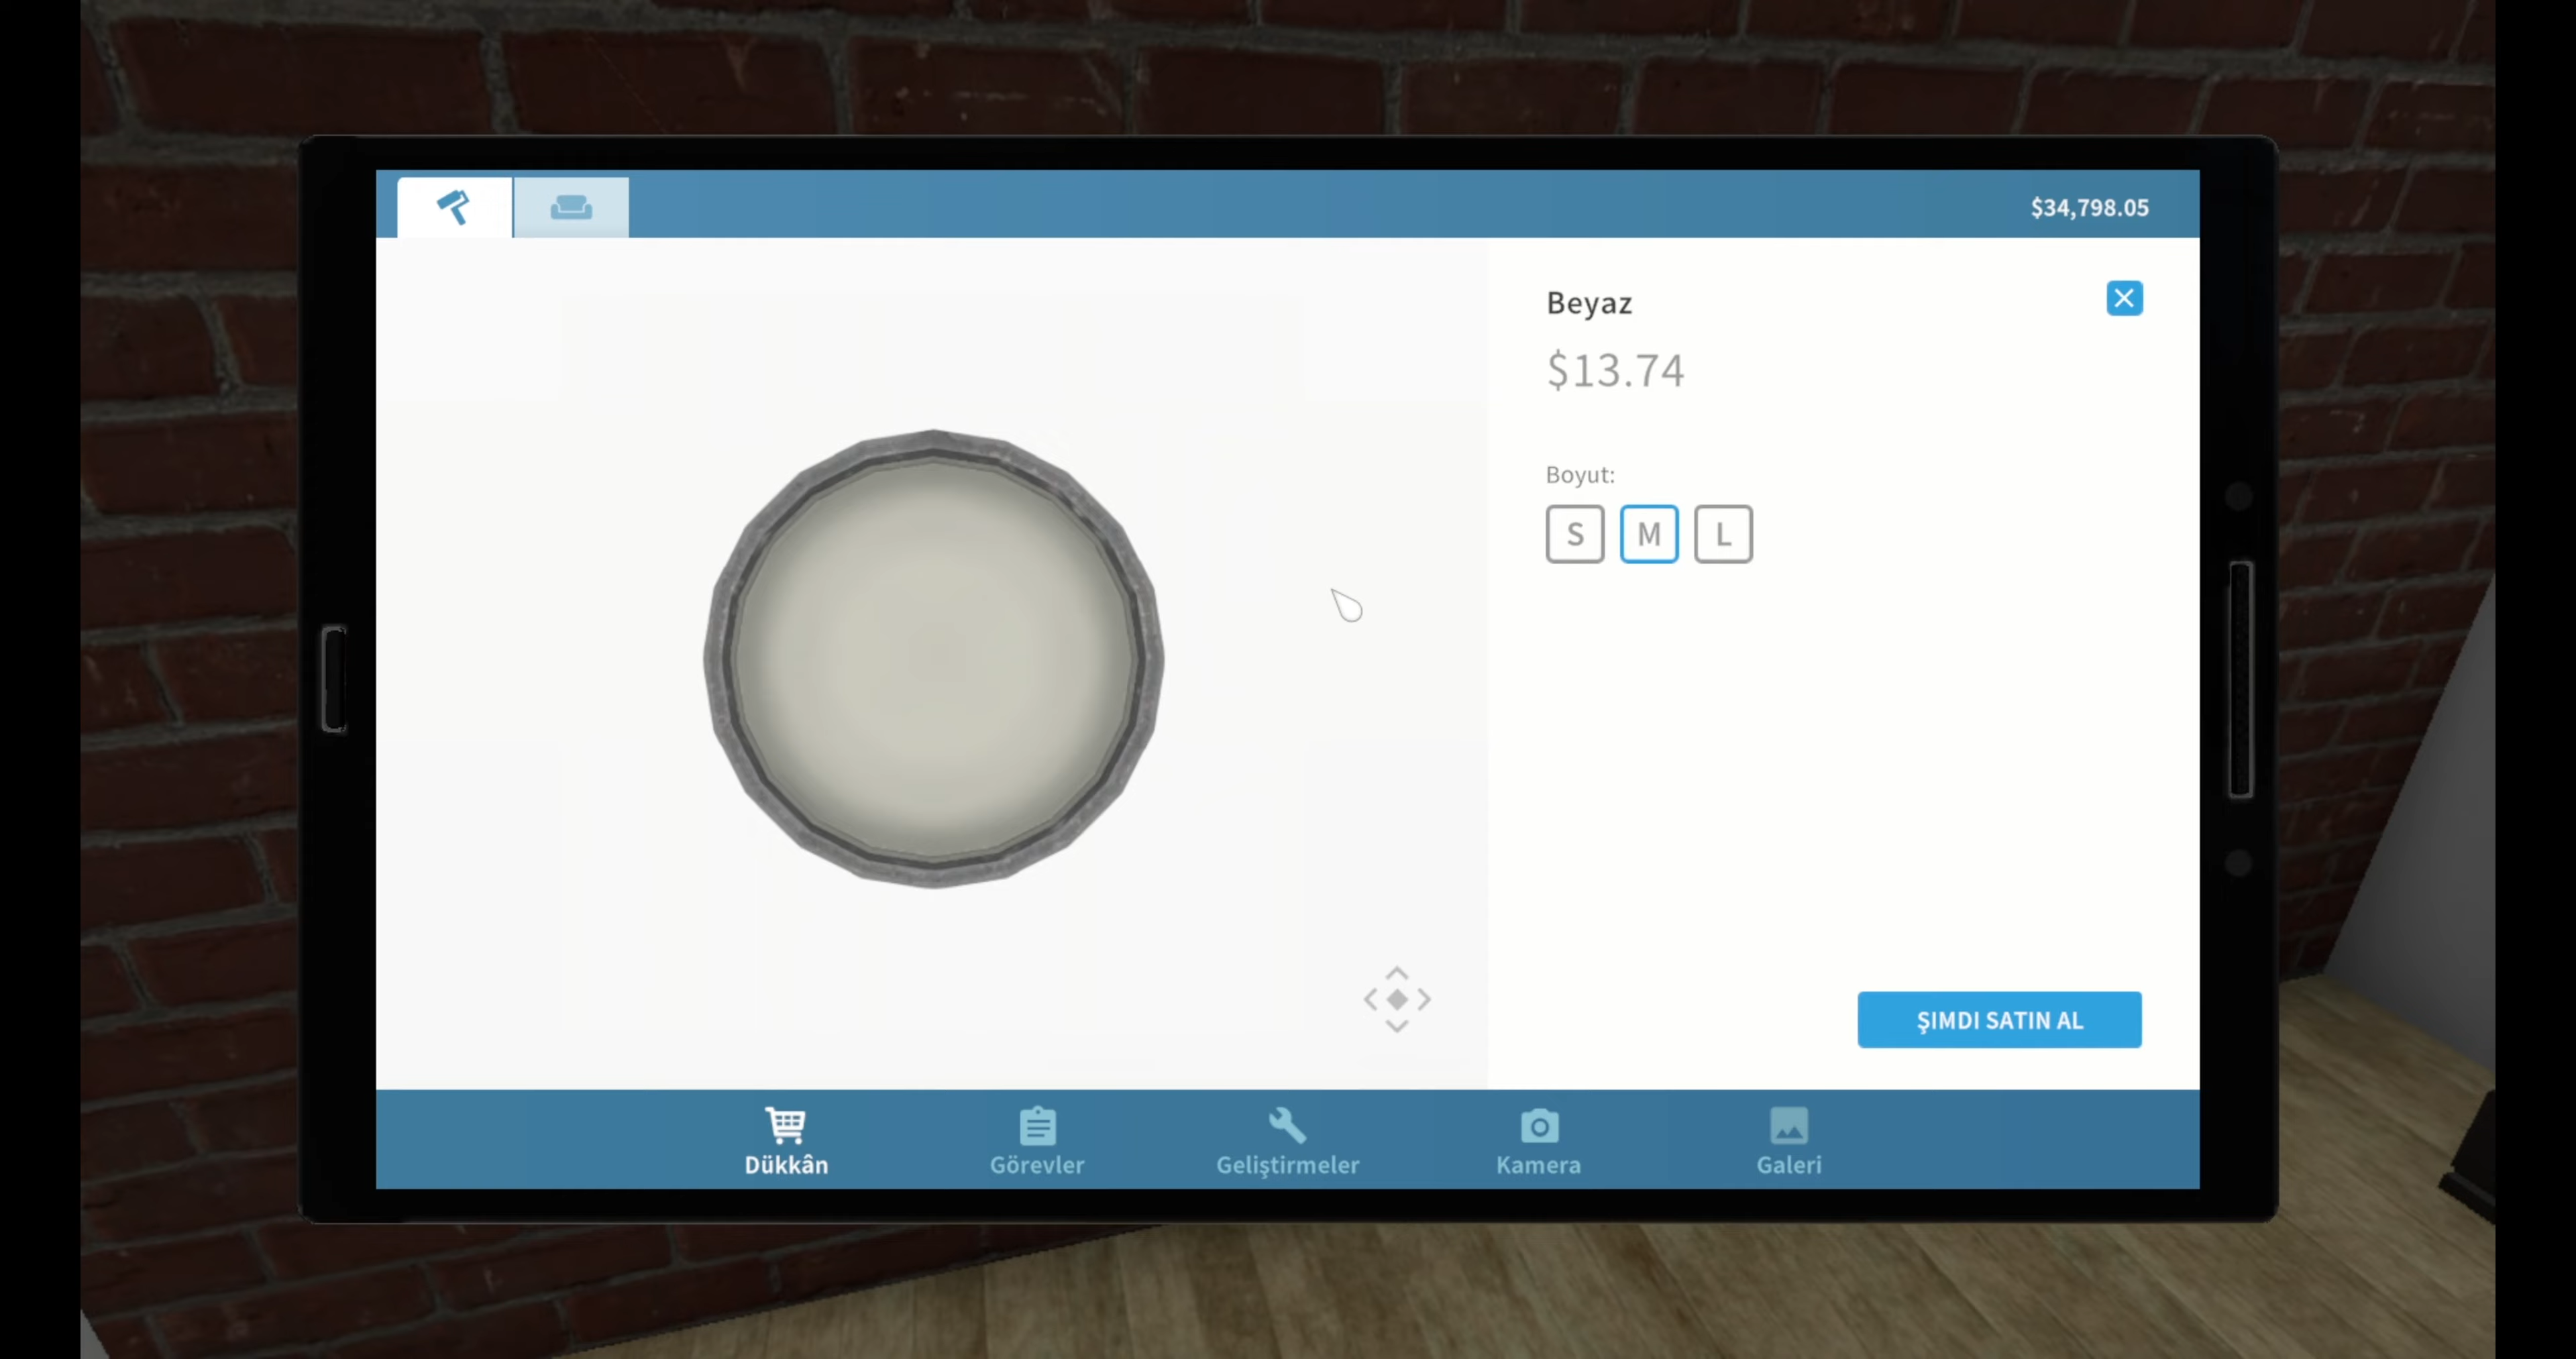 $34,798.05
Beyaz
$13.74
Boyut:
S M L
ŞIMDI SATIN AL
Dükkân Görevler Geliştirmeler Kamera Galeri